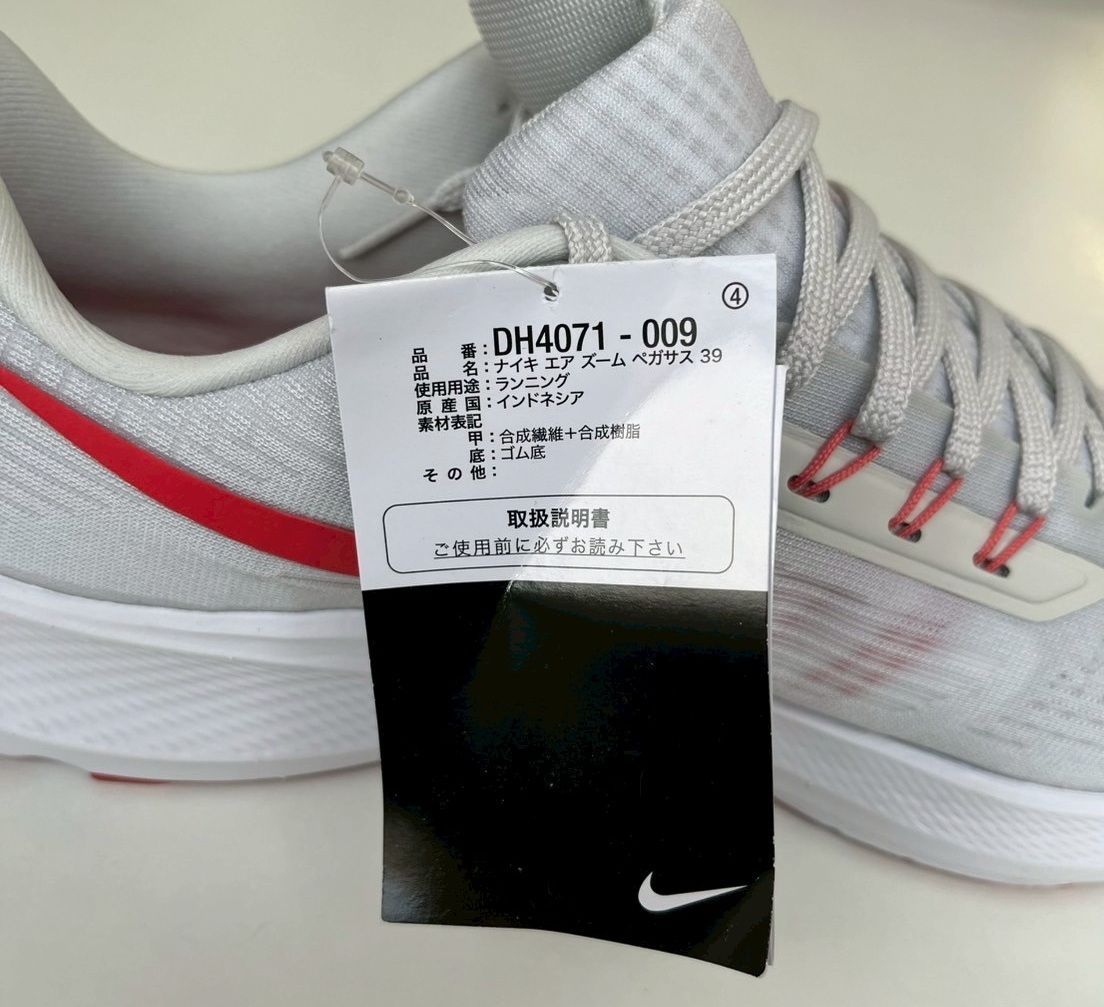 ④
品番：DH4071 - 009
品名：ナイキ エア ズーム ペガサス 39
使用用途：ランニング
原産国：インドネシア
素材表記
甲：合成繊維＋合成樹脂
底：ゴム底
その他：
取扱説明書
ご使用前に必ずお読み下さい